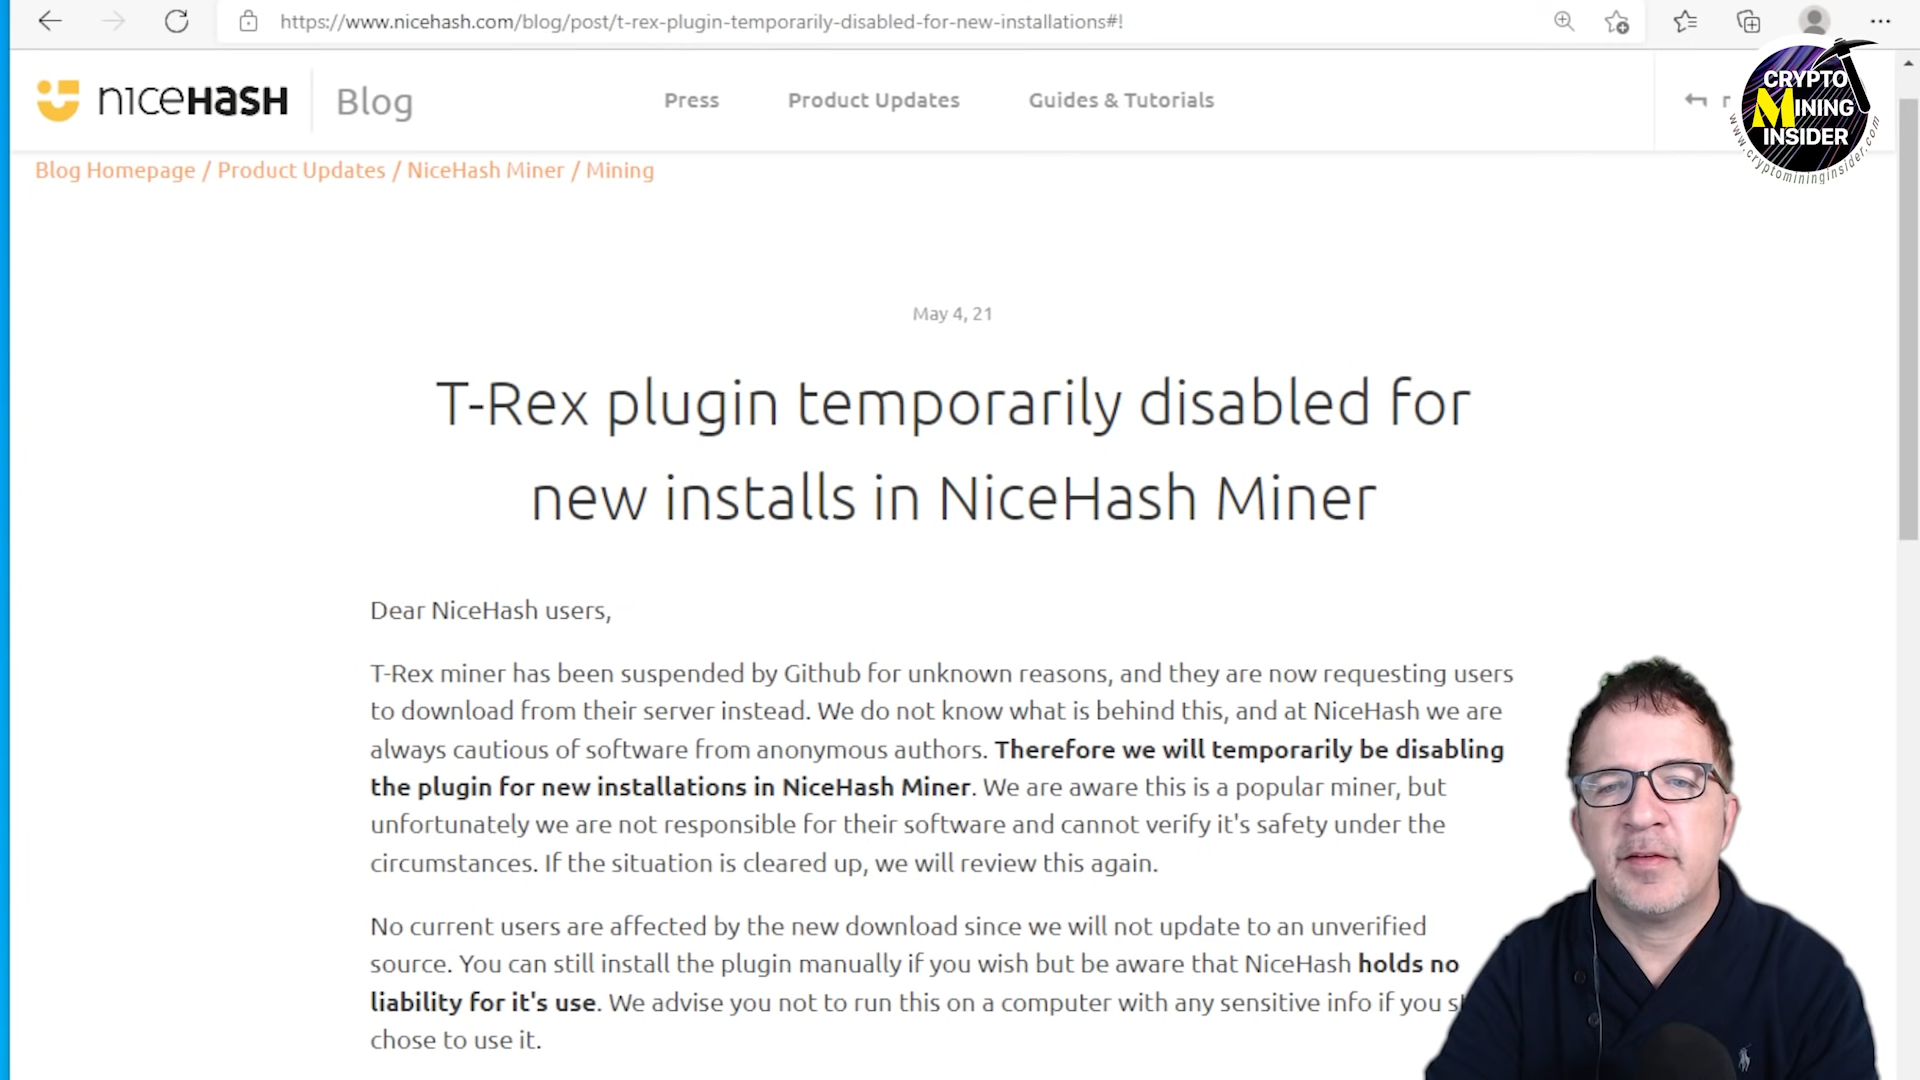 https://www.nicehash.com/blog/post/t-rex-plugin-temporarily-disabled-for-new-installations#!
nıceHaSH
Blog
Press
Product Updates
Guides & Tutorials
r
CRYPTO
MINING
INSIDER
www.cryptomininginsider.com
Blog Homepage / Product Updates / NiceHash Miner / Mining
May 4, 21
T-Rex plugin temporarily disabled for
new installs in NiceHash Miner
Dear NiceHash users,
T-Rex miner has been suspended by Github for unknown reasons, and they are now requesting users
to download from their server instead. We do not know what is behind this, and at NiceHash we are
always cautious of software from anonymous authors. Therefore we will temporarily be disabling
the plugin for new installations in NiceHash Miner. We are aware this is a popular miner, but
unfortunately we are not responsible for their software and cannot verify it's safety under the
circumstances. If the situation is cleared up, we will review this again.
No current users are affected by the new download since we will not update to an unverified
source. You can still install the plugin manually if you wish but be aware that NiceHash holds no
liability for it's use. We advise you not to run this on a computer with any sensitive info if you
chose to use it.